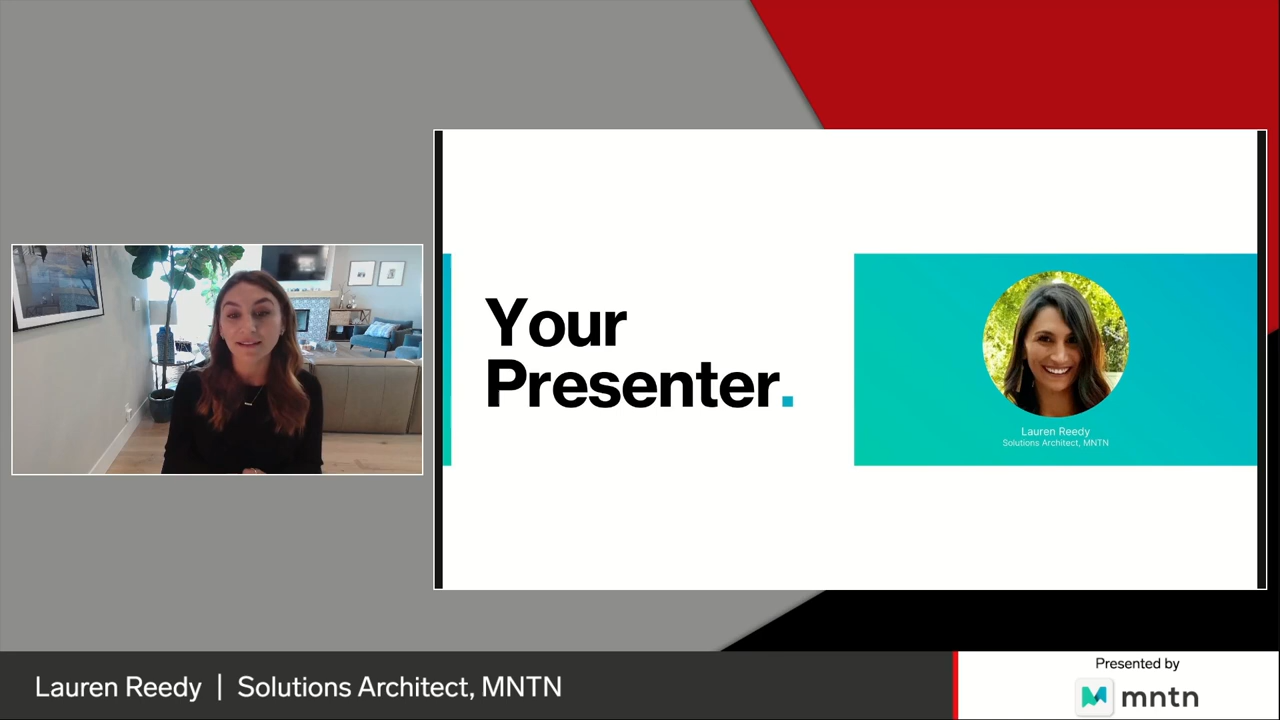 Your
Presenter.
Lauren Reedy
Solutions Architect, MNTN
Lauren Reedy | Solutions Architect, MNTN
Presented by
mntn